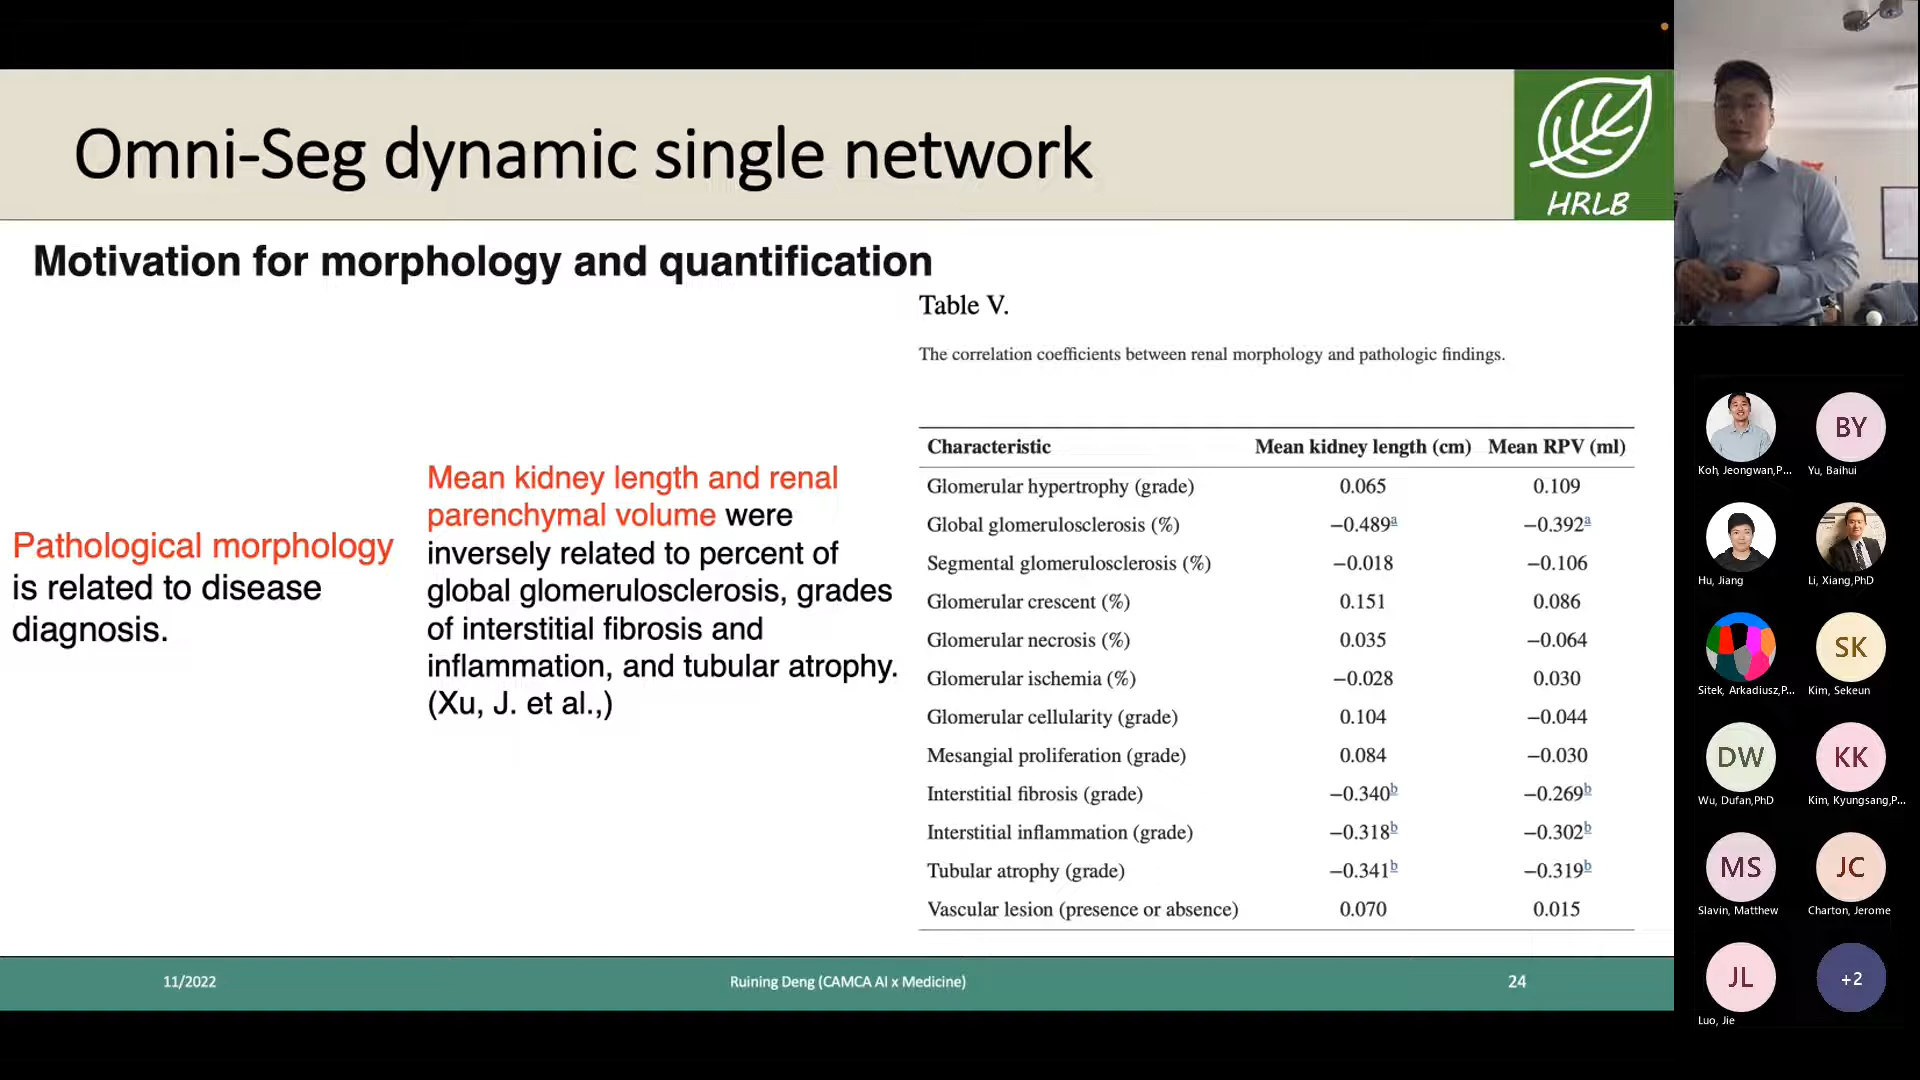 Omni-Seg dynamic single network
HRLB
Motivation for morphology and quantification
Pathological morphology
is related to disease
diagnosis.
Mean kidney length and renal
parenchymal volume were
inversely related to percent of
global glomerulosclerosis, grades
of interstitial fibrosis and
inflammation, and tubular atrophy.
(Xu, J. et al.,)
Table V.
The correlation coefficients between renal morphology and pathologic findings.
Characteristic Mean kidney length (cm) Mean RPV (ml)
Glomerular hypertrophy (grade) 0.065 0.109
Global glomerulosclerosis (%) −0.489a −0.392a
Segmental glomerulosclerosis (%) −0.018 −0.106
Glomerular crescent (%) 0.151 0.086
Glomerular necrosis (%) 0.035 −0.064
Glomerular ischemia (%) −0.028 0.030
Glomerular cellularity (grade) 0.104 −0.044
Mesangial proliferation (grade) 0.084 −0.030
Interstitial fibrosis (grade) −0.340b −0.269b
Interstitial inflammation (grade) −0.318b −0.302b
Tubular atrophy (grade) −0.341b −0.319b
Vascular lesion (presence or absence) 0.070 0.015
11/2022 Ruining Deng (CAMCA AI x Medicine) 24
BY
Koh, Jeongwan,P... Yu, Baihui
Hu, Jiang Li, Xiang,PhD
SK
Sitek, Arkadiusz,P... Kim, Sekeun
DW KK
Wu, Dufan,PhD Kim, Kyungsang,P...
MS JC
Slavin, Matthew Charton, Jerome
JL +2
Luo, Jie